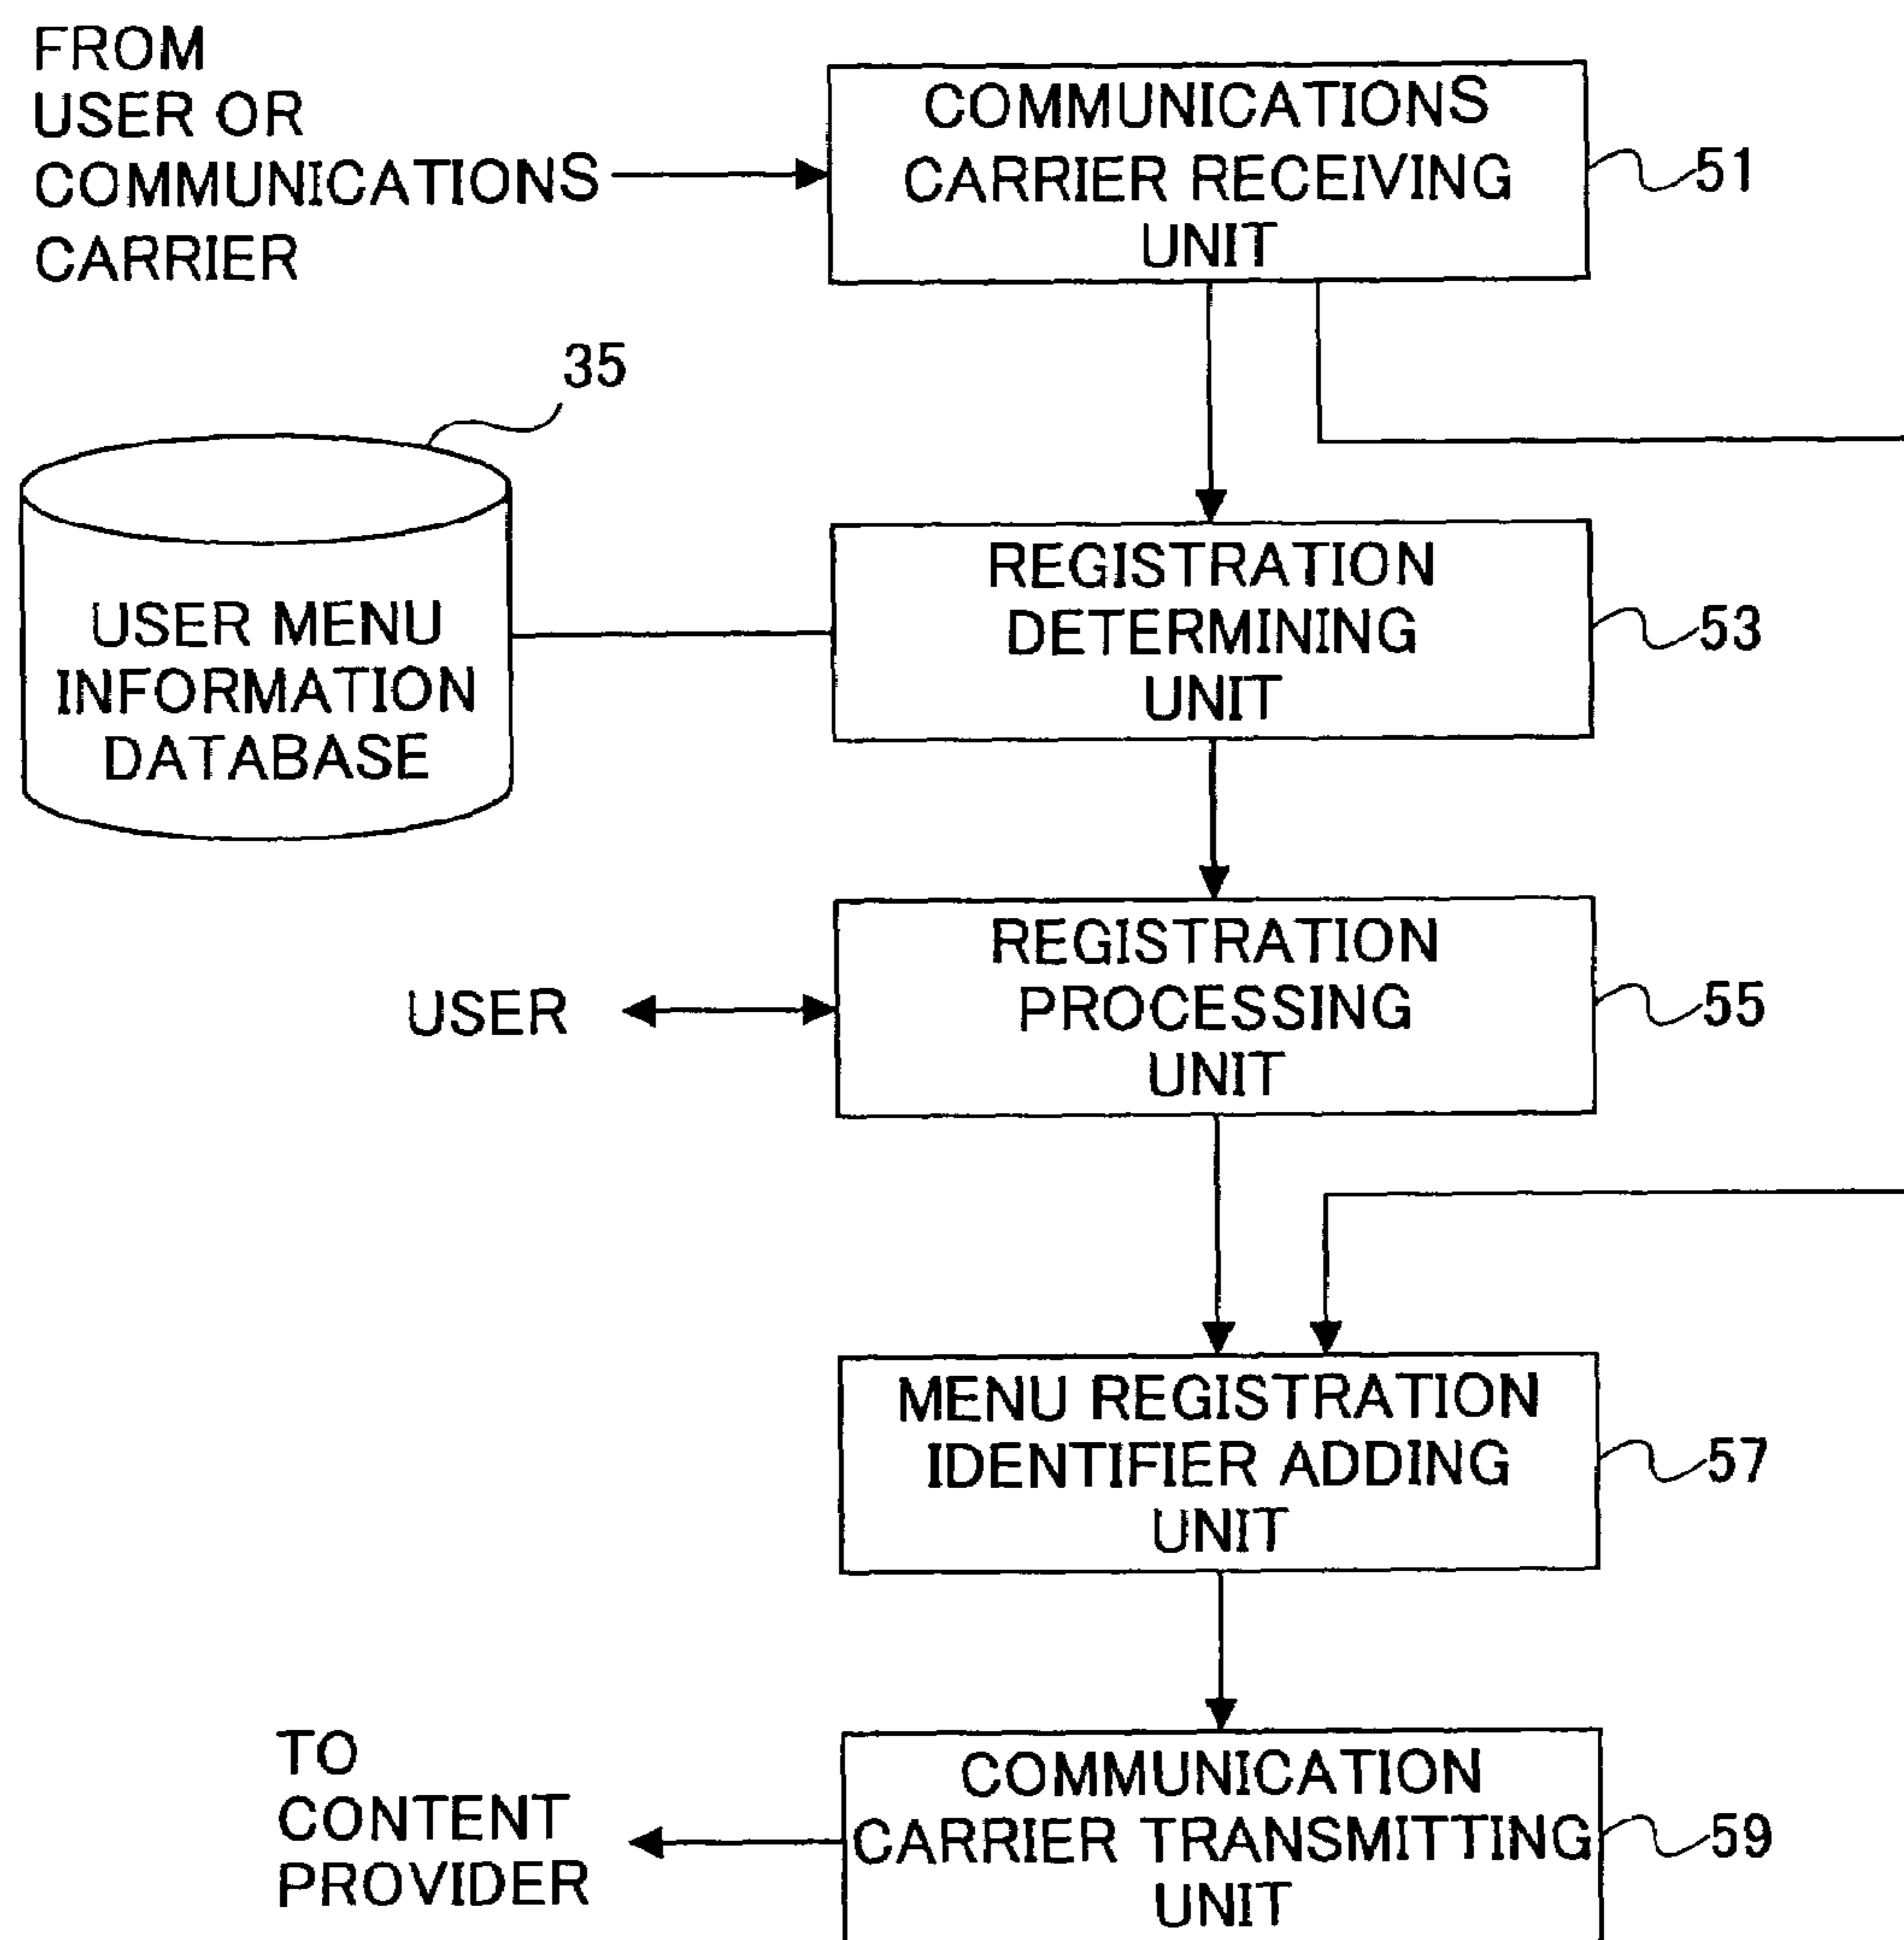 FROM
USER OR
COMMUNICATIONS
CARRIER
COMMUNICATIONS
CARRIER RECEIVING
UNIT
51
35
USER MENU
INFORMATION
DATABASE
REGISTRATION
DETERMINING
UNIT
53
USER
REGISTRATION
PROCESSING
UNIT
55
MENU REGISTRATION
IDENTIFIER ADDING
UNIT
57
TO
CONTENT
PROVIDER
COMMUNICATION
CARRIER TRANSMITTING
UNIT
59